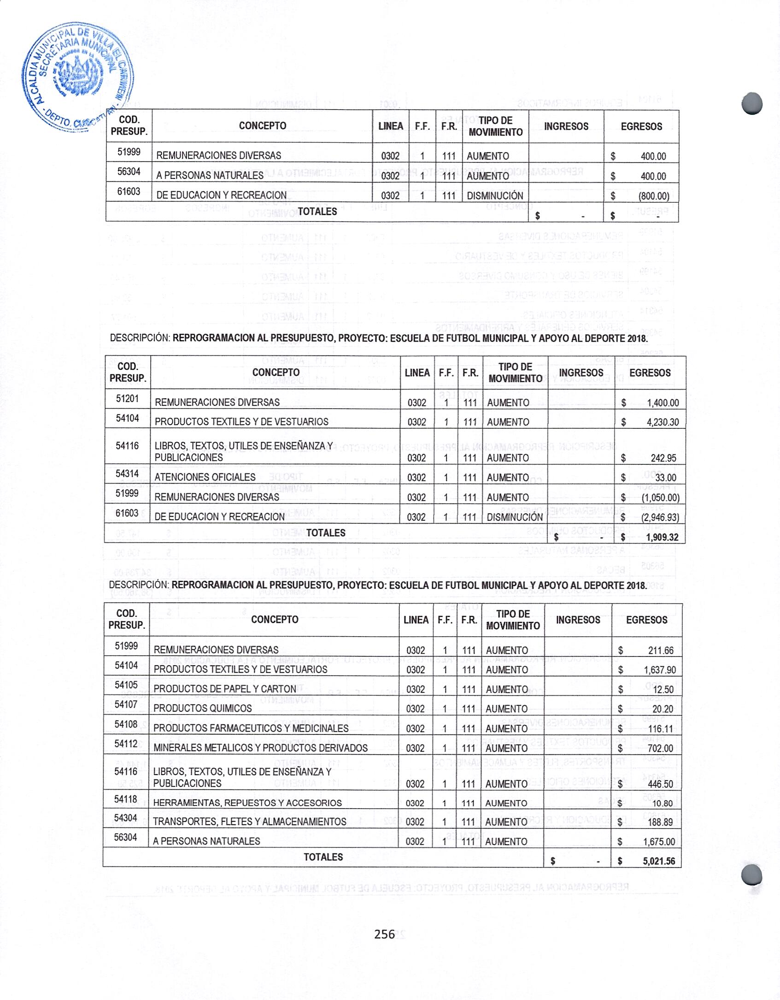 ALCALDIA MUNICIPAL DE VILLA EL CARMEN
SECRETARIA MUNICIPAL
- DEPTO. CUSCATLAN -
COD. PRESUP. CONCEPTO LINEA F.F. F.R. TIPO DE MOVIMIENTO INGRESOS EGRESOS
51999 REMUNERACIONES DIVERSAS 0302 1 111 AUMENTO $ 400.00
56304 A PERSONAS NATURALES 0302 1 111 AUMENTO $ 400.00
61603 DE EDUCACION Y RECREACION 0302 1 111 DISMINUCIÓN $ (800.00)
TOTALES $ - $ -
DESCRIPCIÓN: REPROGRAMACION AL PRESUPUESTO, PROYECTO: ESCUELA DE FUTBOL MUNICIPAL Y APOYO AL DEPORTE 2018.
COD. PRESUP. CONCEPTO LINEA F.F. F.R. TIPO DE MOVIMIENTO INGRESOS EGRESOS
51201 REMUNERACIONES DIVERSAS 0302 1 111 AUMENTO $ 1,400.00
54104 PRODUCTOS TEXTILES Y DE VESTUARIOS 0302 1 111 AUMENTO $ 4,230.30
54116 LIBROS, TEXTOS, UTILES DE ENSEÑANZA Y
PUBLICACIONES 0302 1 111 AUMENTO $ 242.95
54314 ATENCIONES OFICIALES 0302 1 111 AUMENTO $ 33.00
51999 REMUNERACIONES DIVERSAS 0302 1 111 AUMENTO $ (1,050.00)
61603 DE EDUCACION Y RECREACION 0302 1 111 DISMINUCIÓN $ (2,946.93)
TOTALES $ - $ 1,909.32
DESCRIPCIÓN: REPROGRAMACION AL PRESUPUESTO, PROYECTO: ESCUELA DE FUTBOL MUNICIPAL Y APOYO AL DEPORTE 2018.
COD. PRESUP. CONCEPTO LINEA F.F. F.R. TIPO DE MOVIMIENTO INGRESOS EGRESOS
51999 REMUNERACIONES DIVERSAS 0302 1 111 AUMENTO $ 211.66
54104 PRODUCTOS TEXTILES Y DE VESTUARIOS 0302 1 111 AUMENTO $ 1,637.90
54105 PRODUCTOS DE PAPEL Y CARTON 0302 1 111 AUMENTO $ 12.50
54107 PRODUCTOS QUIMICOS 0302 1 111 AUMENTO $ 20.20
54108 PRODUCTOS FARMACEUTICOS Y MEDICINALES 0302 1 111 AUMENTO $ 116.11
54112 MINERALES METALICOS Y PRODUCTOS DERIVADOS 0302 1 111 AUMENTO $ 702.00
54116 LIBROS, TEXTOS, UTILES DE ENSEÑANZA Y
PUBLICACIONES 0302 1 111 AUMENTO $ 446.50
54118 HERRAMIENTAS, REPUESTOS Y ACCESORIOS 0302 1 111 AUMENTO $ 10.80
54304 TRANSPORTES, FLETES Y ALMACENAMIENTOS 0302 1 111 AUMENTO $ 188.89
56304 A PERSONAS NATURALES 0302 1 111 AUMENTO $ 1,675.00
TOTALES $ - $ 5,021.56
256